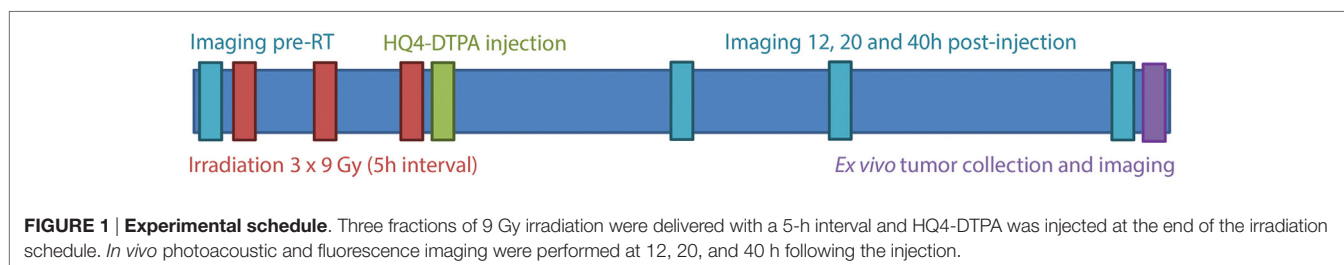 Imaging pre-RT
HQ4-DTPA injection
Imaging 12, 20 and 40h post-injection
Irradiation 3 x 9 Gy (5h interval)
Ex vivo tumor collection and imaging
FIGURE 1 | Experimental schedule. Three fractions of 9 Gy irradiation were delivered with a 5-h interval and HQ4-DTPA was injected at the end of the irradiation
schedule. In vivo photoacoustic and fluorescence imaging were performed at 12, 20, and 40 h following the injection.